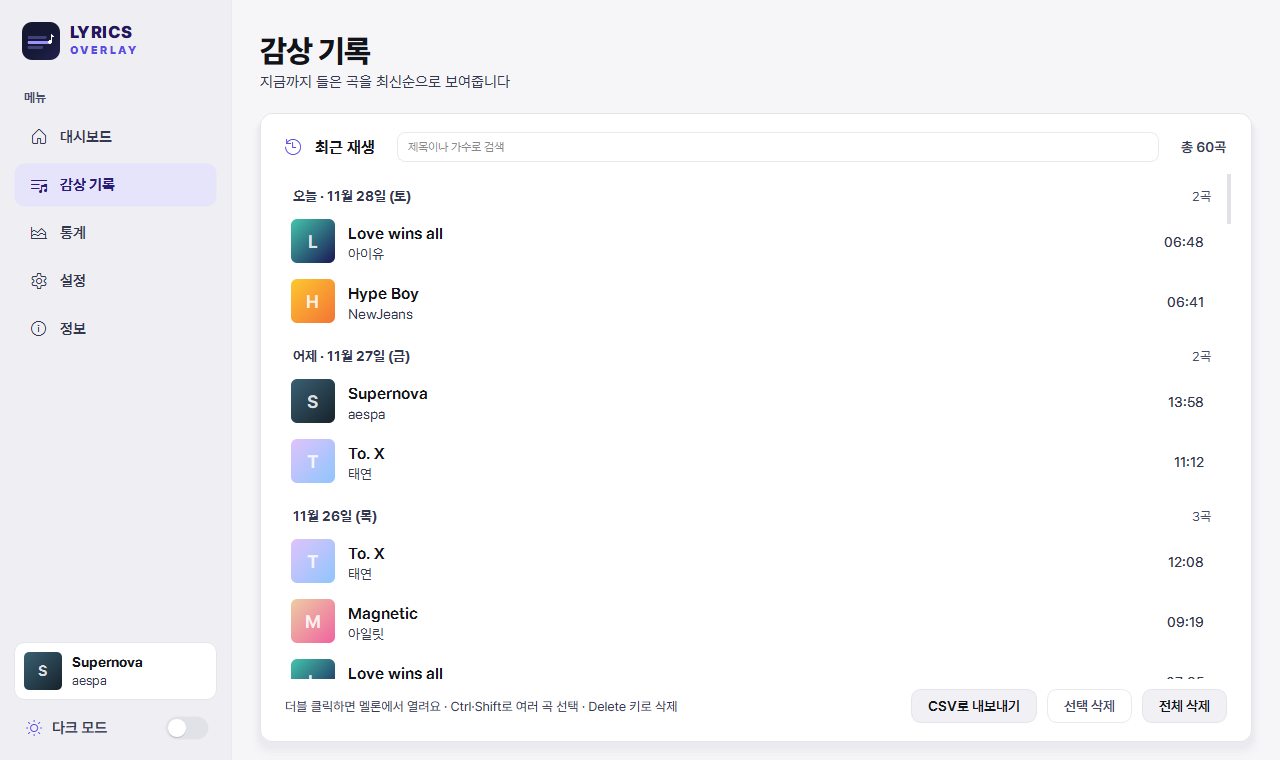 LYRICS
OVERLAY
메뉴
대시보드
감상 기록
통계
설정
정보
S
Supernova
aespa
다크 모드
감상 기록
지금까지 들은 곡을 최신순으로 보여줍니다
최근 재생
제목이나 가수로 검색
총 60곡
오늘 · 11월 28일 (토)
2곡
L
Love wins all
아이유
06:48
H
Hype Boy
NewJeans
06:41
어제 · 11월 27일 (금)
2곡
S
Supernova
aespa
13:58
T
To. X
태연
11:12
11월 26일 (목)
3곡
T
To. X
태연
12:08
M
Magnetic
아일릿
09:19
Love wins all
더블 클릭하면 멜론에서 열려요 · Ctrl·Shift로 여러 곡 선택 · Delete 키로 삭제
CSV로 내보내기
선택 삭제
전체 삭제